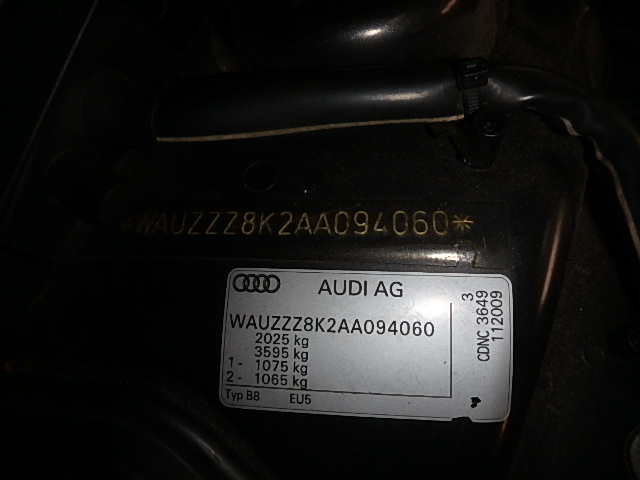 *WAUZZZ8K2AA094060*
AUDI AG
WAUZZZ8K2AA094060
2025 kg
3595 kg
1 - 1075 kg
2 - 1065 kg
Typ B8 EU5
3
CDNC 3649
112009